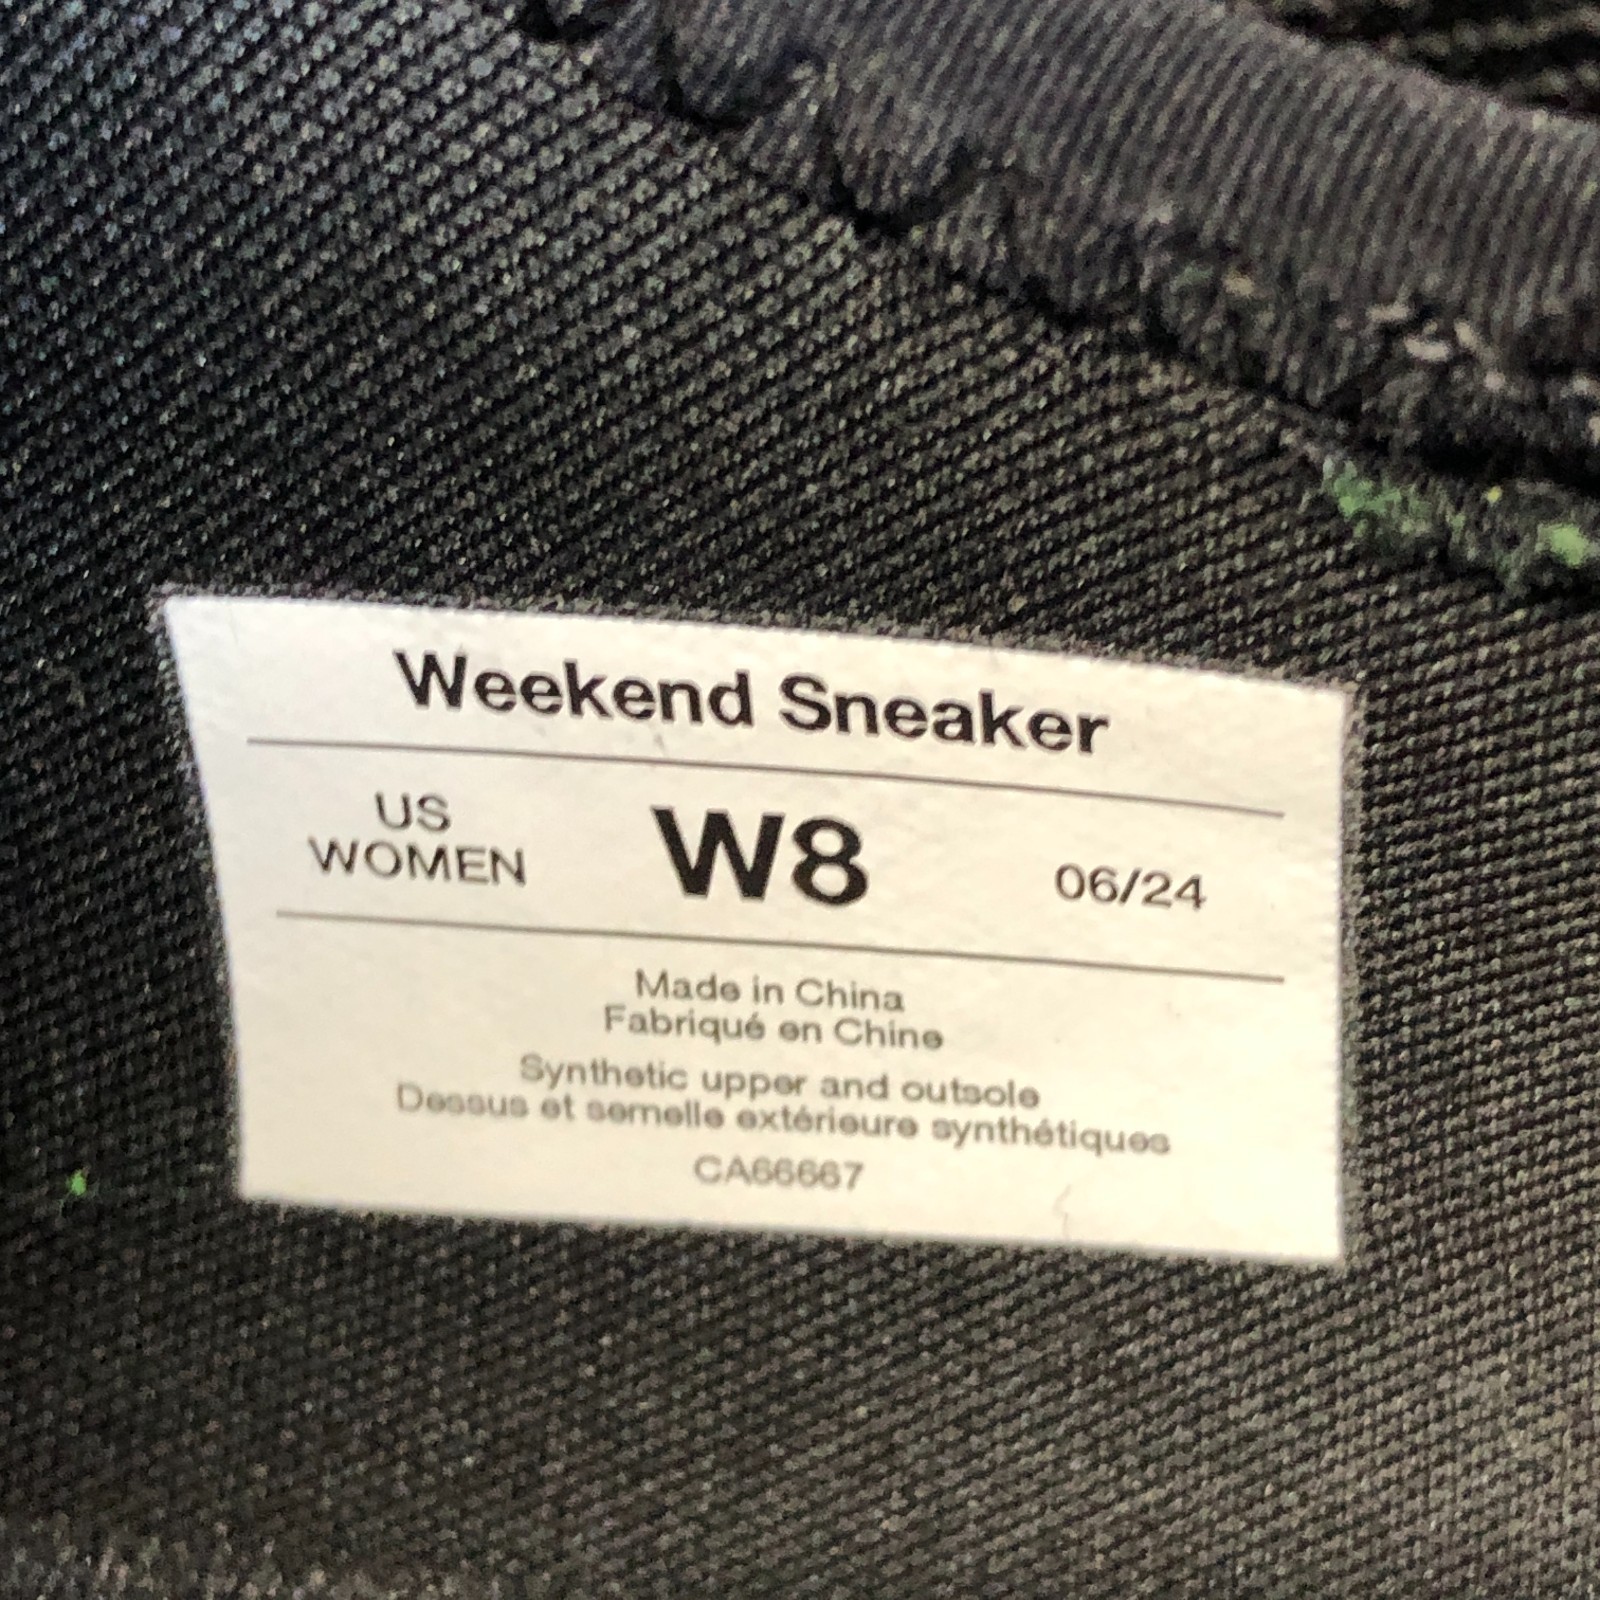 Weekend Sneaker
US
WOMEN
W8
06/24
Made in China
Fabriqué en Chine
Synthetic upper and outsole
Dessus et semelle extérieure synthétiques
CA66667